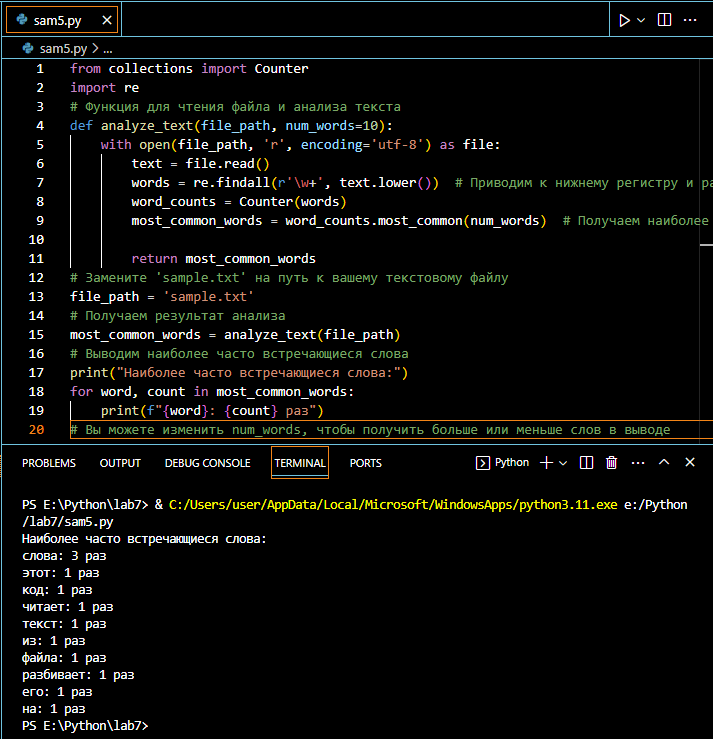 sam5.py
sam5.py > ...
1 from collections import Counter
2 import re
3 # Функция для чтения файла и анализа текста
4 def analyze_text(file_path, num_words=10):
5 with open(file_path, 'r', encoding='utf-8') as file:
6 text = file.read()
7 words = re.findall(r'\w+', text.lower())  # Приводим к нижнему регистру и
8 word_counts = Counter(words)
9 most_common_words = word_counts.most_common(num_words)  # Получаем наиболее
10
11 return most_common_words
12 # Замените 'sample.txt' на путь к вашему текстовому файлу
13 file_path = 'sample.txt'
14 # Получаем результат анализа
15 most_common_words = analyze_text(file_path)
16 # Выводим наиболее часто встречающиеся слова
17 print("Наиболее часто встречающиеся слова:")
18 for word, count in most_common_words:
19 print(f"{word}: {count} раз")
20 # Вы можете изменить num_words, чтобы получить больше или меньше слов в выводе
PROBLEMS OUTPUT DEBUG CONSOLE TERMINAL PORTS Python
PS E:\Python\lab7> & C:/Users/user/AppData/Local/Microsoft/WindowsApps/python3.11.exe e:/Python
/lab7/sam5.py
Наиболее часто встречающиеся слова:
слова: 3 раз
этот: 1 раз
код: 1 раз
читает: 1 раз
текст: 1 раз
из: 1 раз
файла: 1 раз
разбивает: 1 раз
его: 1 раз
на: 1 раз
PS E:\Python\lab7>